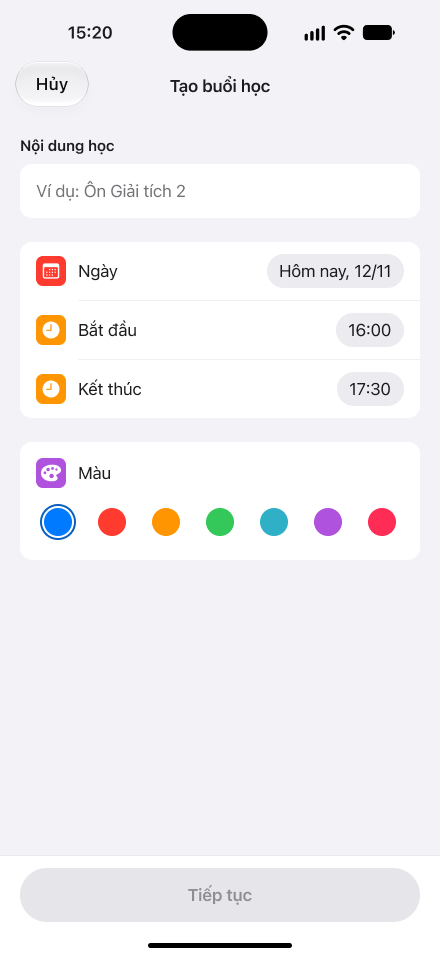 15:20
Hủy
Tạo buổi học
Nội dung học
Ví dụ: Ôn Giải tích 2
Ngày
Hôm nay, 12/11
Bắt đầu
16:00
Kết thúc
17:30
Màu
Tiếp tục